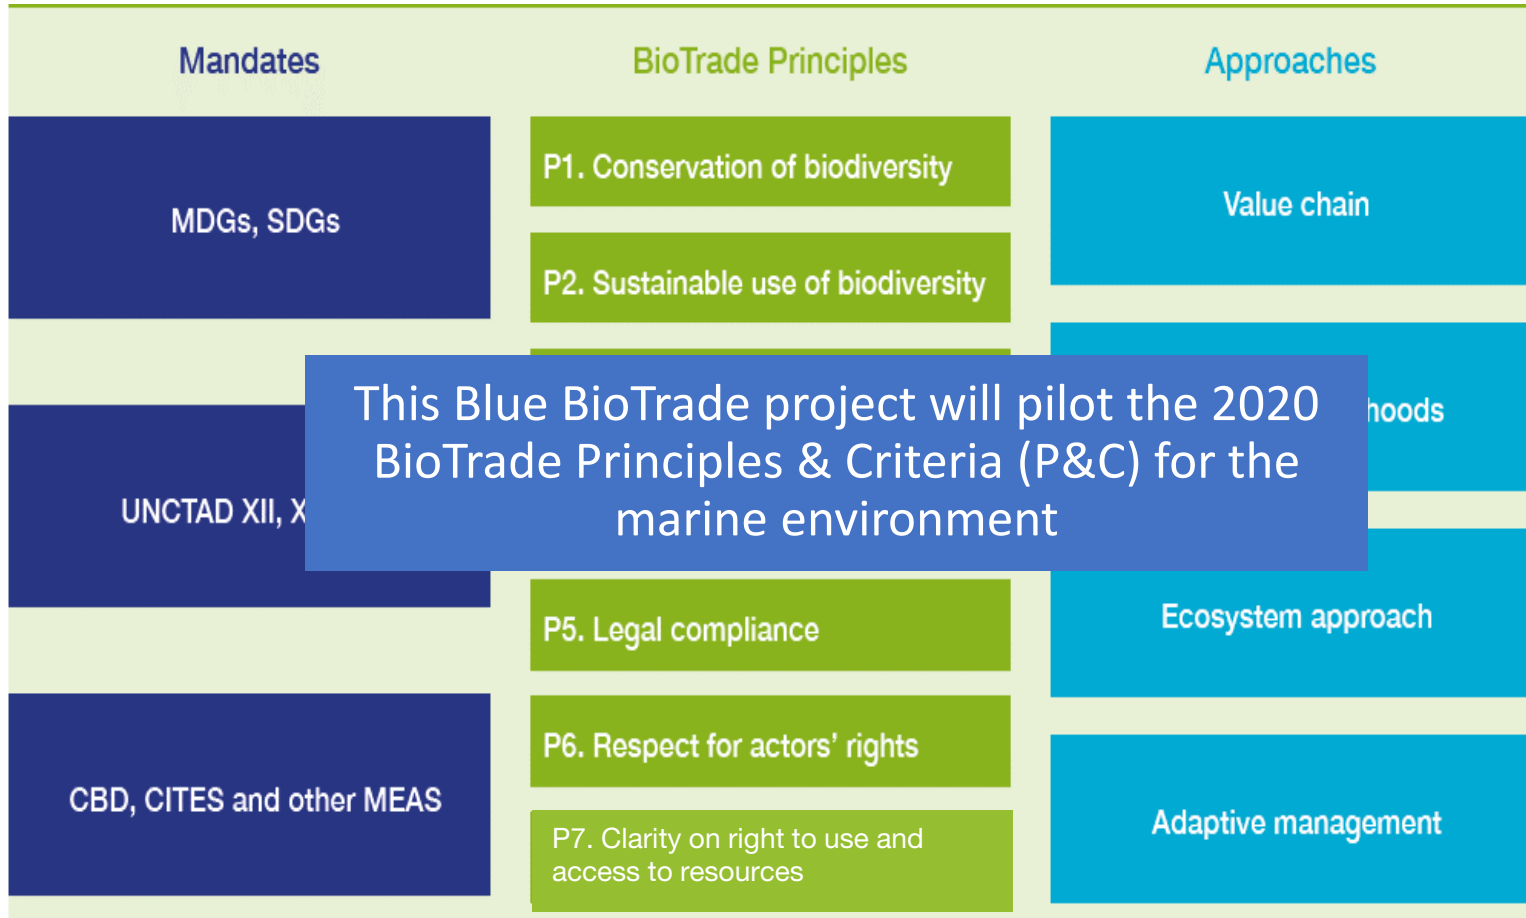 Mandates
BioTrade Principles
Approaches
MDGs, SDGs
UNCTAD XII, X
CBD, CITES and other MEAS
P1. Conservation of biodiversity
P2. Sustainable use of biodiversity
This Blue BioTrade project will pilot the 2020
BioTrade Principles & Criteria (P&C) for the
marine environment
P5. Legal compliance
P6. Respect for actors’ rights
P7. Clarity on right to use and
access to resources
Value chain
hoods
Ecosystem approach
Adaptive management